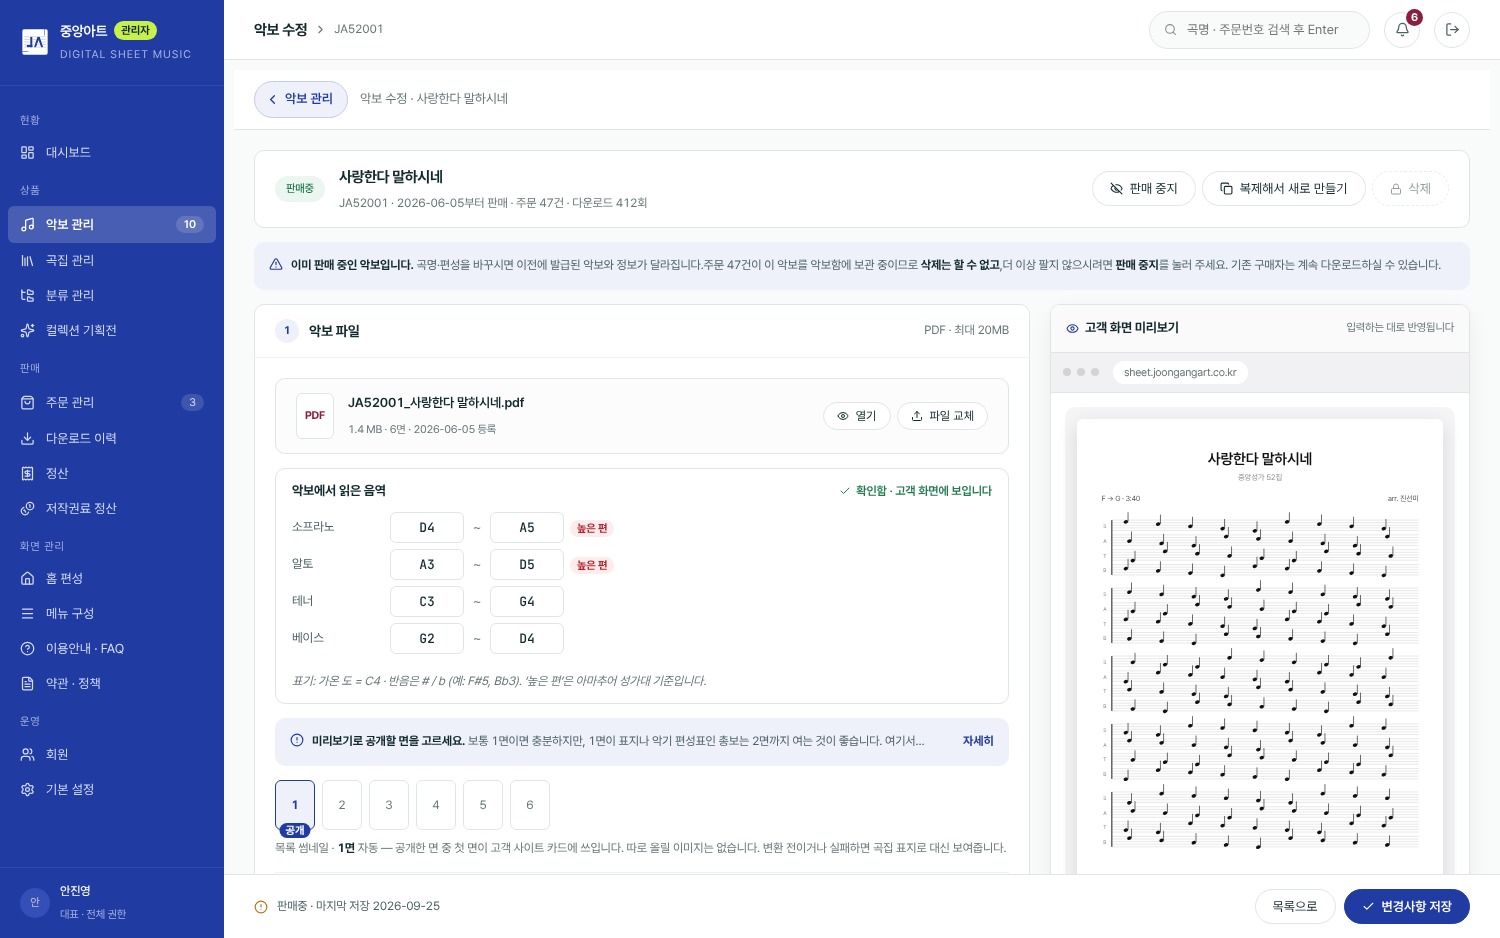 JA
중앙아트 관리자
DIGITAL SHEET MUSIC
현황
대시보드
상품
악보 관리 10
곡집 관리
분류 관리
컬렉션 기획전
판매
주문 관리 3
다운로드 이력
정산
저작권료 정산
화면 관리
홈 편성
메뉴 구성
이용안내 · FAQ
약관 · 정책
운영
회원
기본 설정
안
안진영
대표 · 전체 권한
악보 수정 > JA52001
곡명 · 주문번호 검색 후 Enter
6
악보 관리
악보 수정 · 사랑한다 말하시네
판매중
사랑한다 말하시네
JA52001 · 2026-06-05부터 판매 · 주문 47건 · 다운로드 412회
판매 중지
복제해서 새로 만들기
삭제
이미 판매 중인 악보입니다. 곡명·편성을 바꾸시면 이전에 발급된 악보와 정보가 달라집니다.주문 47건이 이 악보를 악보함에 보관 중이므로 삭제는 할 수 없고,더 이상 팔지 않으시려면 판매 중지를 눌러 주세요. 기존 구매자는 계속 다운로드하실 수 있습니다.
1 악보 파일
PDF · 최대 20MB
PDF
JA52001_사랑한다 말하시네.pdf
1.4 MB · 6면 · 2026-06-05 등록
열기
파일 교체
악보에서 읽은 음역
확인함 · 고객 화면에 보입니다
소프라노 D4 ~ A5 높은 편
알토 A3 ~ D5 높은 편
테너 C3 ~ G4
베이스 G2 ~ D4
표기: 가온 도 = C4 · 반음은 # / b (예: F#5, Bb3). '높은 편'은 아마추어 성가대 기준입니다.
미리보기로 공개할 면을 고르세요. 보통 1면이면 충분하지만, 1면이 표지나 악기 편성표인 총보는 2면까지 여는 것이 좋습니다. 여기서...
자세히
1 2 3 4 5 6
공개
목록 썸네일 · 1면 자동 — 공개한 면 중 첫 면이 고객 사이트 카드에 쓰입니다. 따로 올릴 이미지는 없습니다. 변환 전이거나 실패하면 곡집 표지로 대신 보여줍니다.
고객 화면 미리보기
입력하는 대로 반영됩니다
sheet.joongangart.co.kr
사랑한다 말하시네
중앙성가 52집
F → G · 3:40
arr. 진선미
S
A
T
B
S
A
T
B
S
A
T
B
S
A
T
B
S
A
T
B
판매중 · 마지막 저장 2026-09-25
목록으로
변경사항 저장